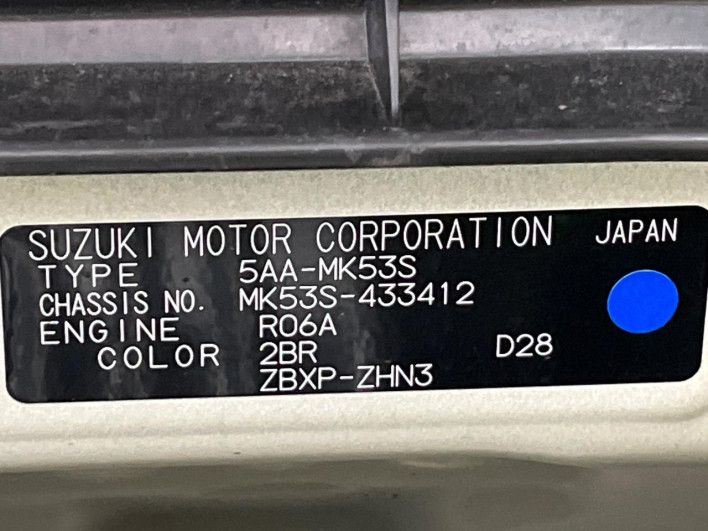 SUZUKI MOTOR CORPORATION JAPAN
TYPE 5AA-MK53S
CHASSIS NO. MK53S-433412
ENGINE R06A
COLOR 2BR D28
ZBXP-ZHN3